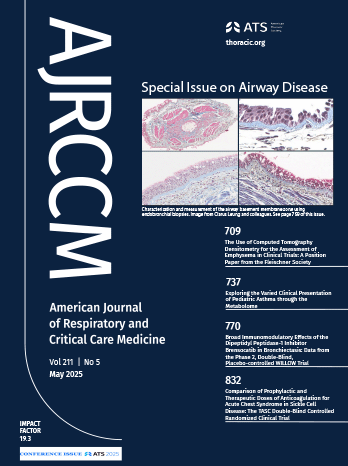 AJRCCM
ATS
American
Thoracic
Society
thoracic.org
Special Issue on Airway Disease
Characterization and measurement of the airway basement membrane zone using
endobronchial biopsies. Image from Clarus Leung and colleagues. See page 759 of this issue.
709
The Use of Computed Tomography
Densitometry for the Assessment of
Emphysema in Clinical Trials: A Position
Paper from the Fleischner Society
737
Exploring the Varied Clinical Presentation
of Pediatric Asthma through the
Metabolome
770
Broad Immunomodulatory Effects of the
Dipeptidyl Peptidase-1 Inhibitor
Brensocatib in Bronchiectasis: Data from
the Phase 2, Double-Blind,
Placebo-controlled WILLOW Trial
832
Comparison of Prophylactic and
Therapeutic Doses of Anticoagulation for
Acute Chest Syndrome in Sickle Cell
Disease: The TASC Double-Blind Controlled
Randomized Clinical Trial
American Journal
of Respiratory and
Critical Care Medicine
Vol 211 | No 5
May 2025
IMPACT
FACTOR
19.3
CONFERENCE ISSUE ATS 2025